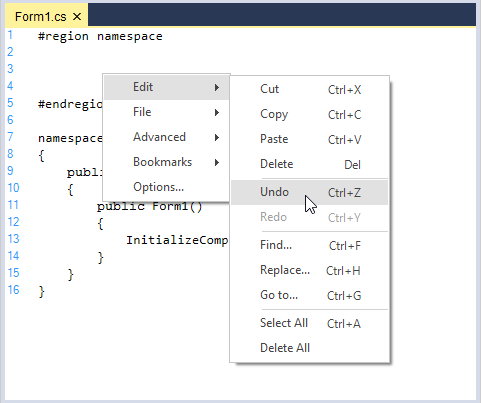 Form1.cs
1 #region namespace
2
3
4
5 #endregio
6
7 namespace
8 {
9 publi
10 {
11 public Form1()
12 {
13 InitializeComp
14 }
15 }
16 }
Edit
File
Advanced
Bookmarks
Options...
Cut Ctrl+X
Copy Ctrl+C
Paste Ctrl+V
Delete Del
Undo Ctrl+Z
Redo Ctrl+Y
Find... Ctrl+F
Replace... Ctrl+H
Go to... Ctrl+G
Select All Ctrl+A
Delete All